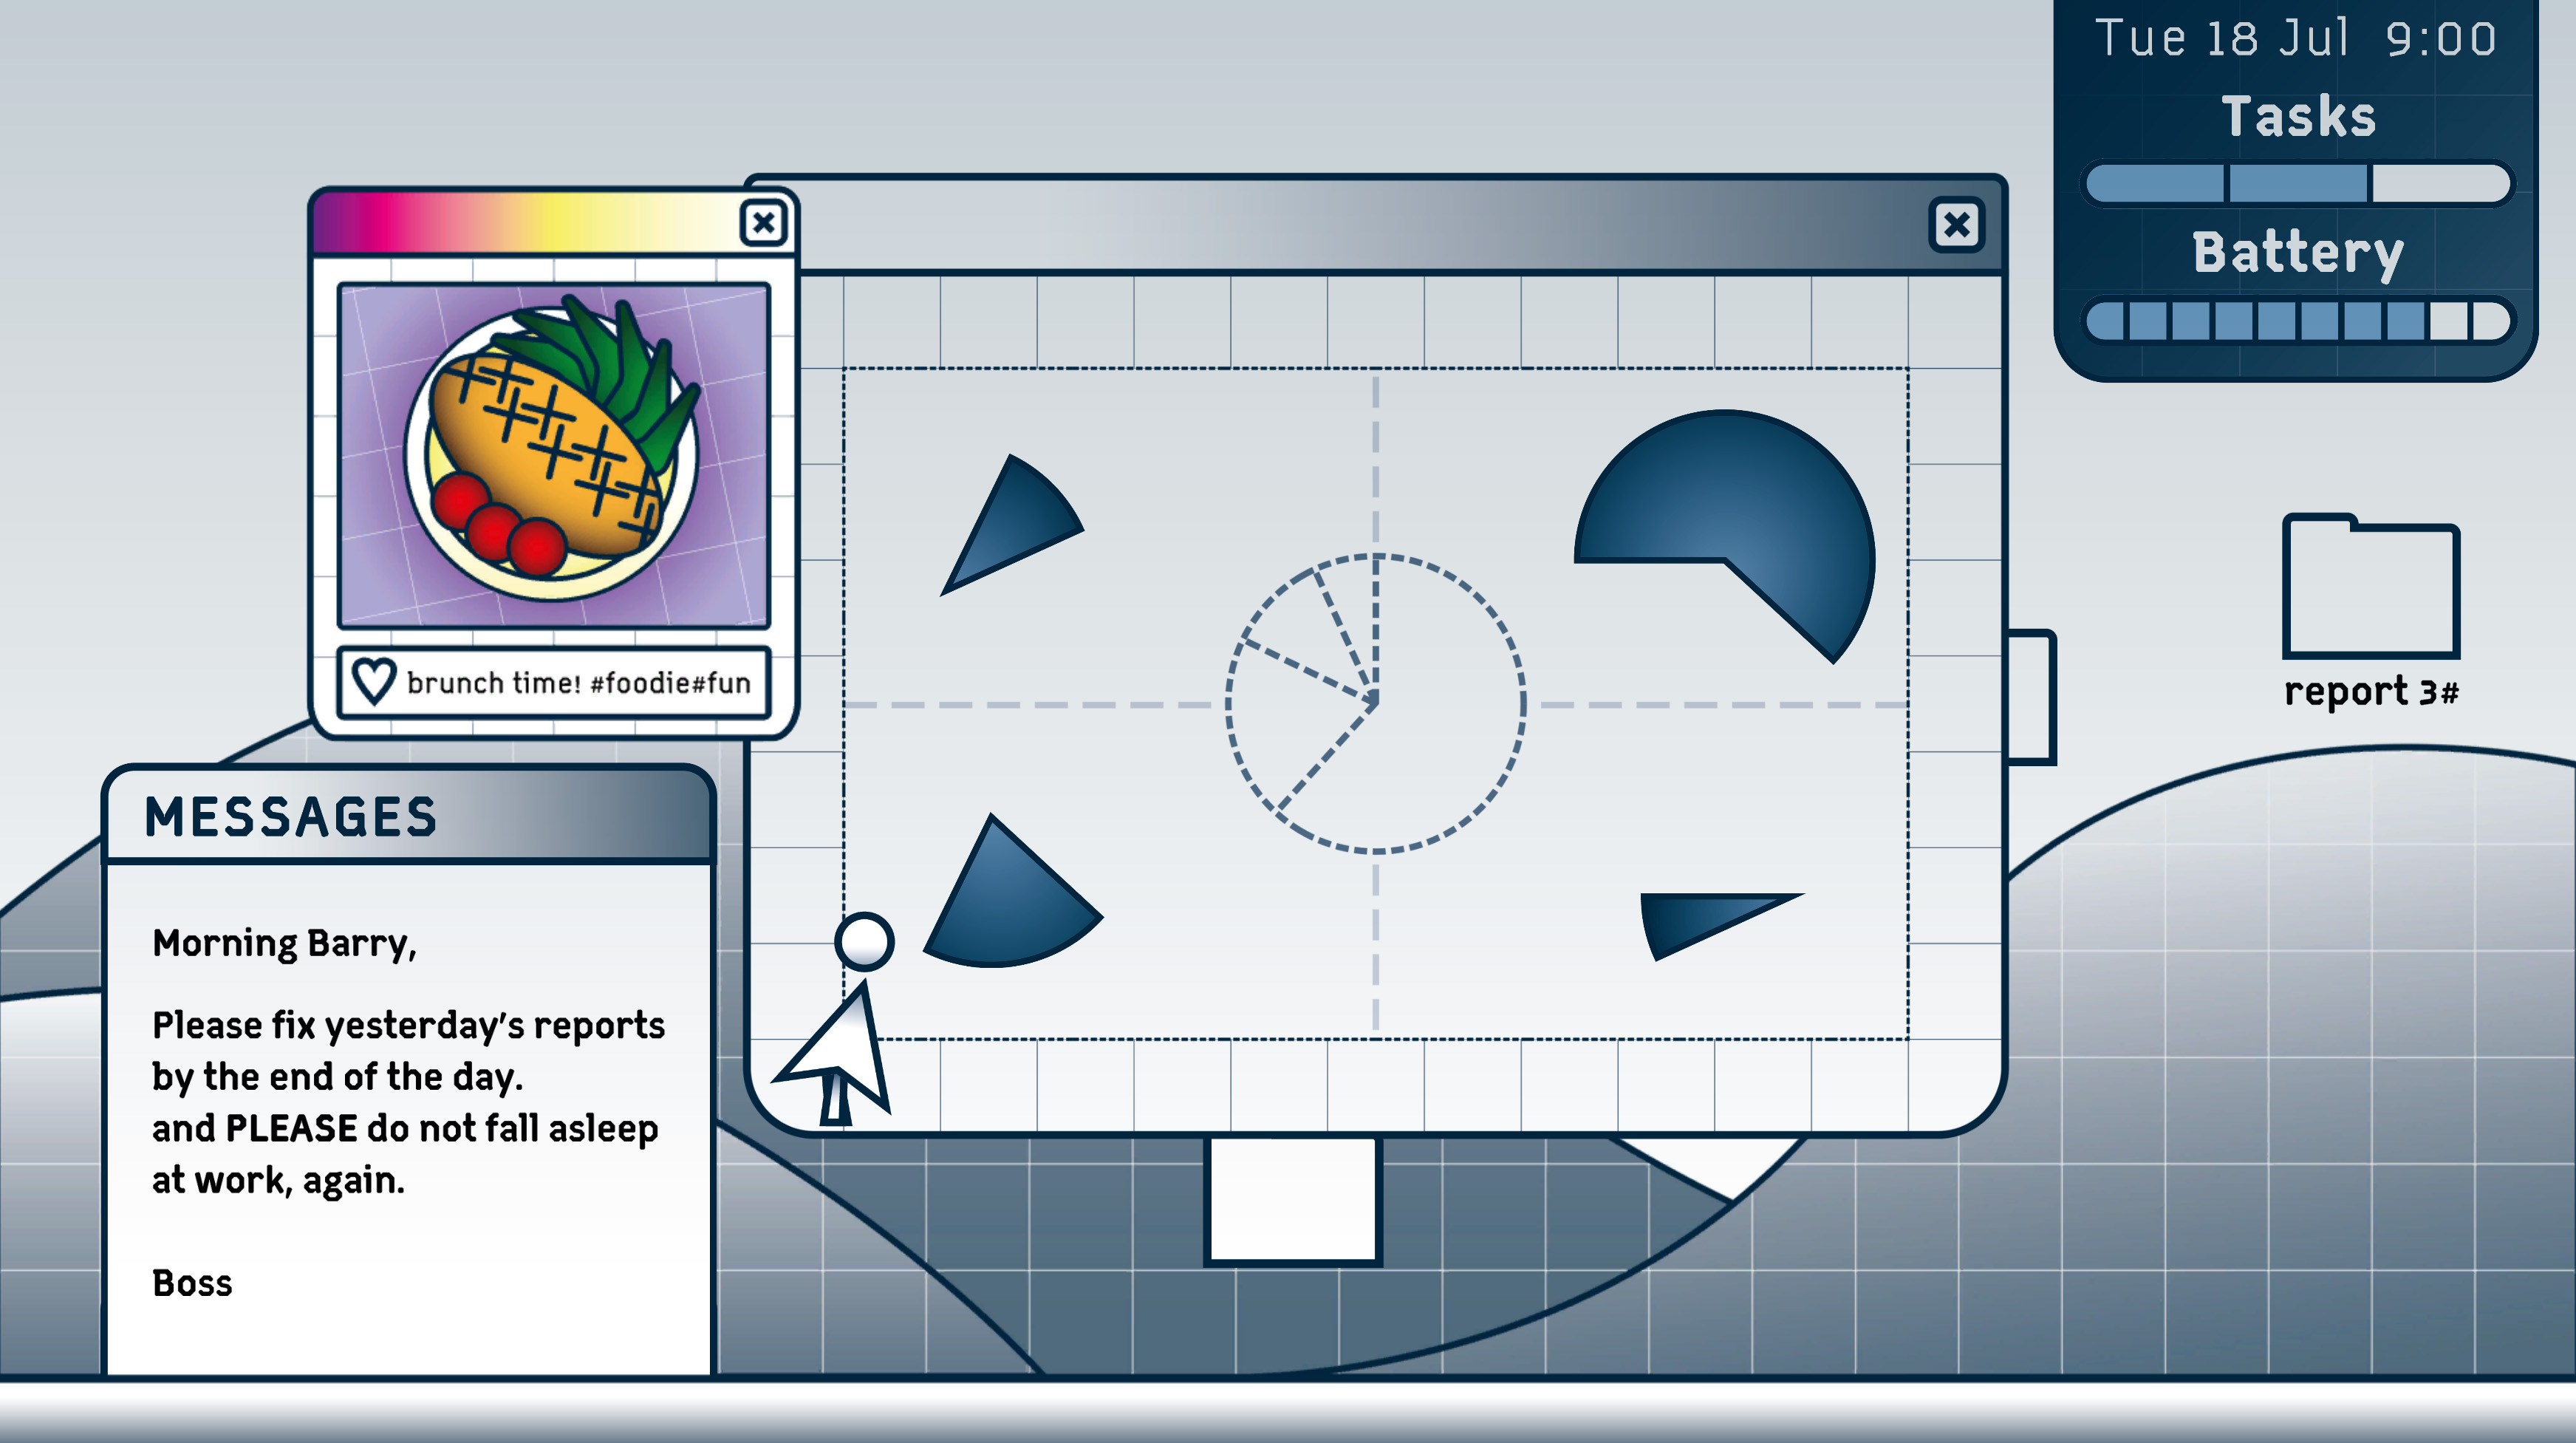 Tue 18 Jul 9:00
Tasks
Battery
brunch time! #foodie#fun
report 3#
MESSAGES
Morning Barry,
Please fix yesterday's reports
by the end of the day.
and PLEASE do not fall asleep
at work, again.
Boss